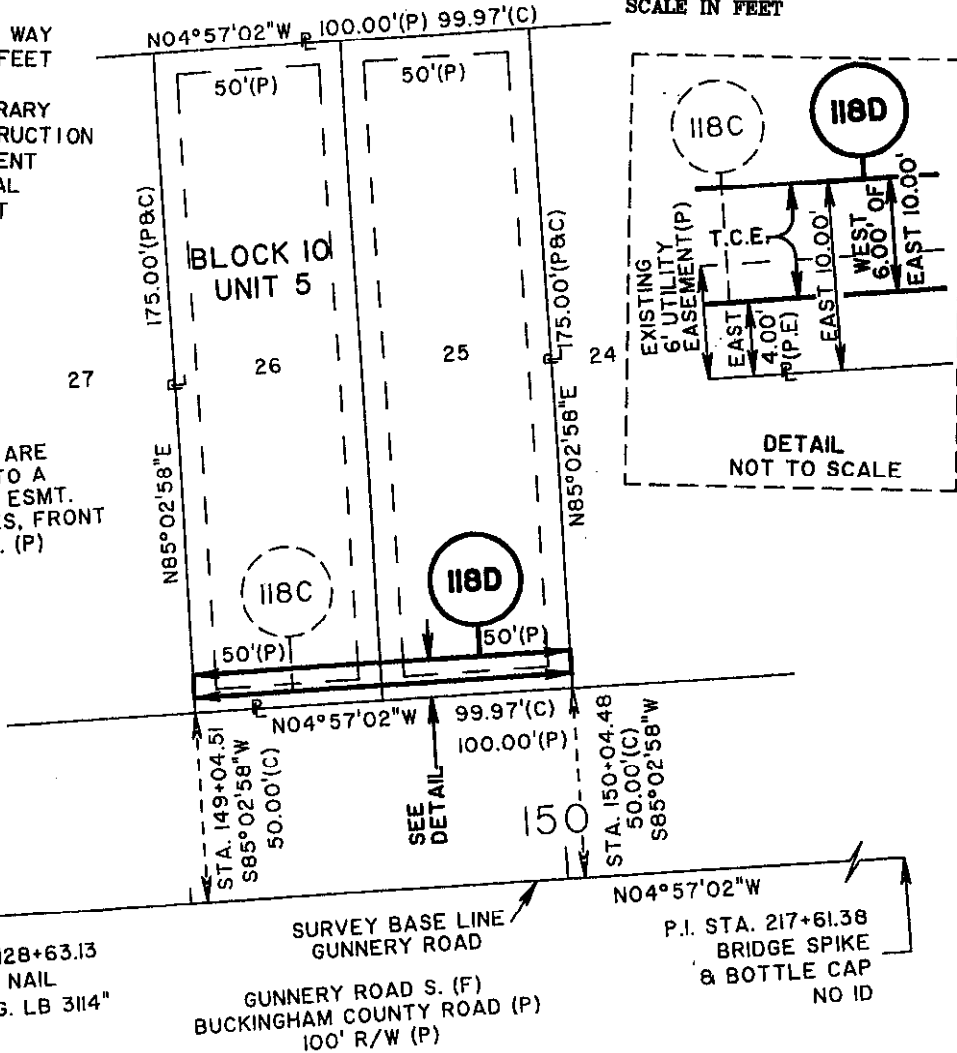 WAY
FEET
RARY
RUCTION
ENT
AL
T
N04°57'02"W
100.00'(P) 99.97'(C)
SCALE IN FEET
50'(P)
50'(P)
175.00'(P&C)
BLOCK 10
UNIT 5
175.00'(P&C)
27
26
25
24
N85°02'58"E
N85°02'58"E
118C
118D
T.C.E.
EXISTING
6' UTILITY
EASEMENT(P)
EAST
4.00'
(P.E)
EAST 10.00'
WEST
6.00' OF
EAST 10.00'
DETAIL
NOT TO SCALE
ARE
TO A
ESMT.
S, FRONT
. (P)
118C
118D
50'(P)
50'(P)
N04°57'02"W
99.97'(C)
100.00'(P)
STA. 149+04.51
S85°02'58"W
50.00'(C)
SEE
DETAIL
150
STA. 150+04.48
50.00'(C)
S85°02'58"W
N04°57'02"W
SURVEY BASE LINE
GUNNERY ROAD
GUNNERY ROAD S. (F)
BUCKINGHAM COUNTY ROAD (P)
100' R/W (P)
128+63.13
NAIL
G. LB 3114"
P.I. STA. 217+61.38
BRIDGE SPIKE
& BOTTLE CAP
NO ID